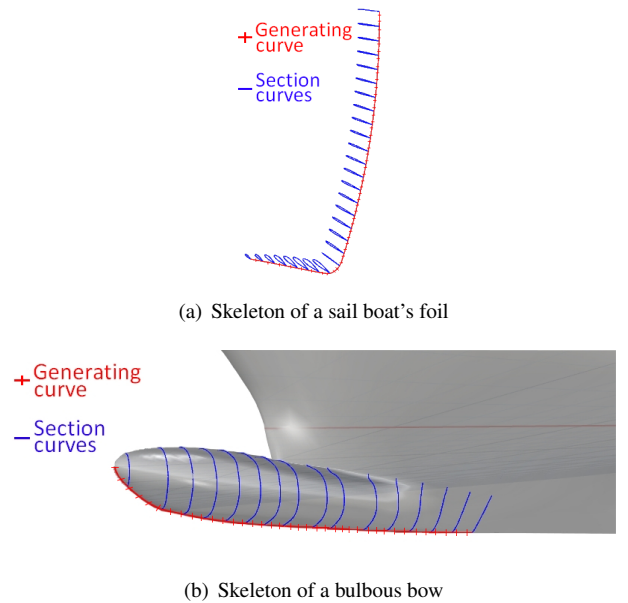 Generating
curve
Section
curves
(a) Skeleton of a sail boat's foil
Generating
curve
Section
curves
(b) Skeleton of a bulbous bow